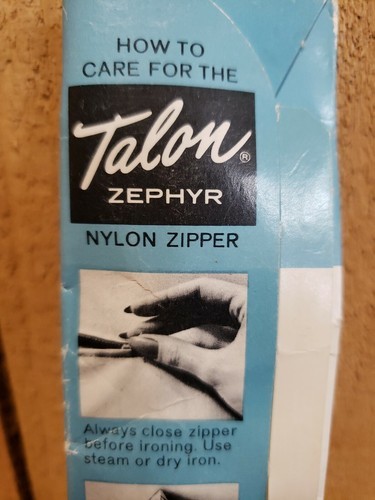 HOW TO
CARE FOR THE
Talon®
ZEPHYR
NYLON ZIPPER
Always close zipper
before ironing. Use
steam or dry iron.